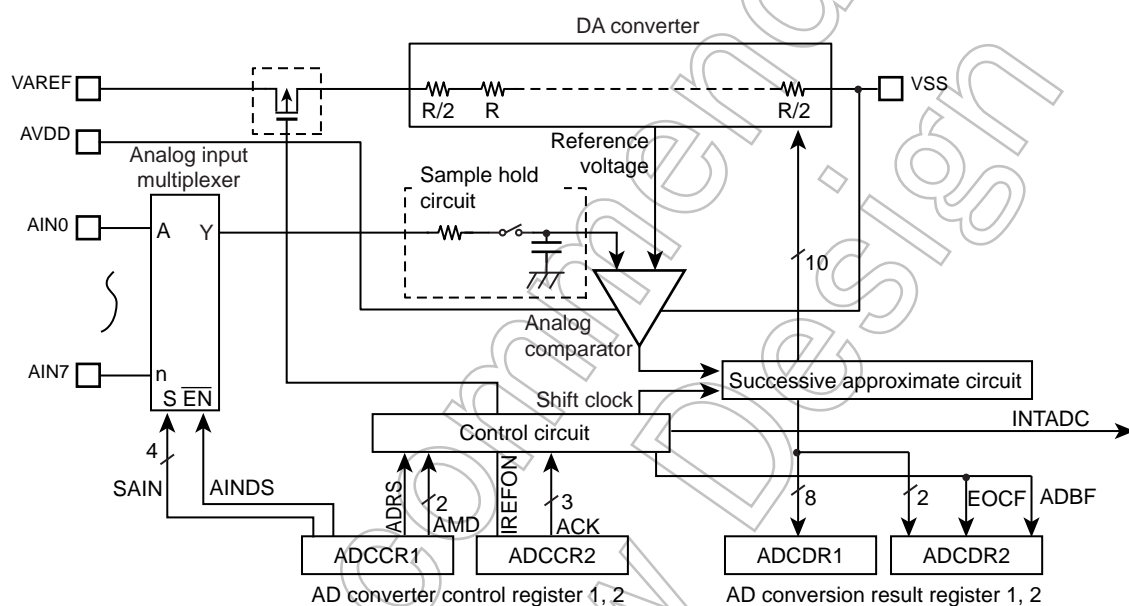 DA converter
VAREF
VSS
R/2
R
R/2
AVDD
Reference
voltage
Analog input
multiplexer
Sample hold
circuit
AIN0
A
Y
10
Analog
comparator
AIN7
n
S EN
Successive approximate circuit
Shift clock
INTADC
Control circuit
4
SAIN
AINDS
ADRS
2
AMD
IREFON
3
ACK
8
2
EOCF
ADBF
ADCCR1
ADCCR2
ADCDR1
ADCDR2
AD converter control register 1, 2
AD conversion result register 1, 2